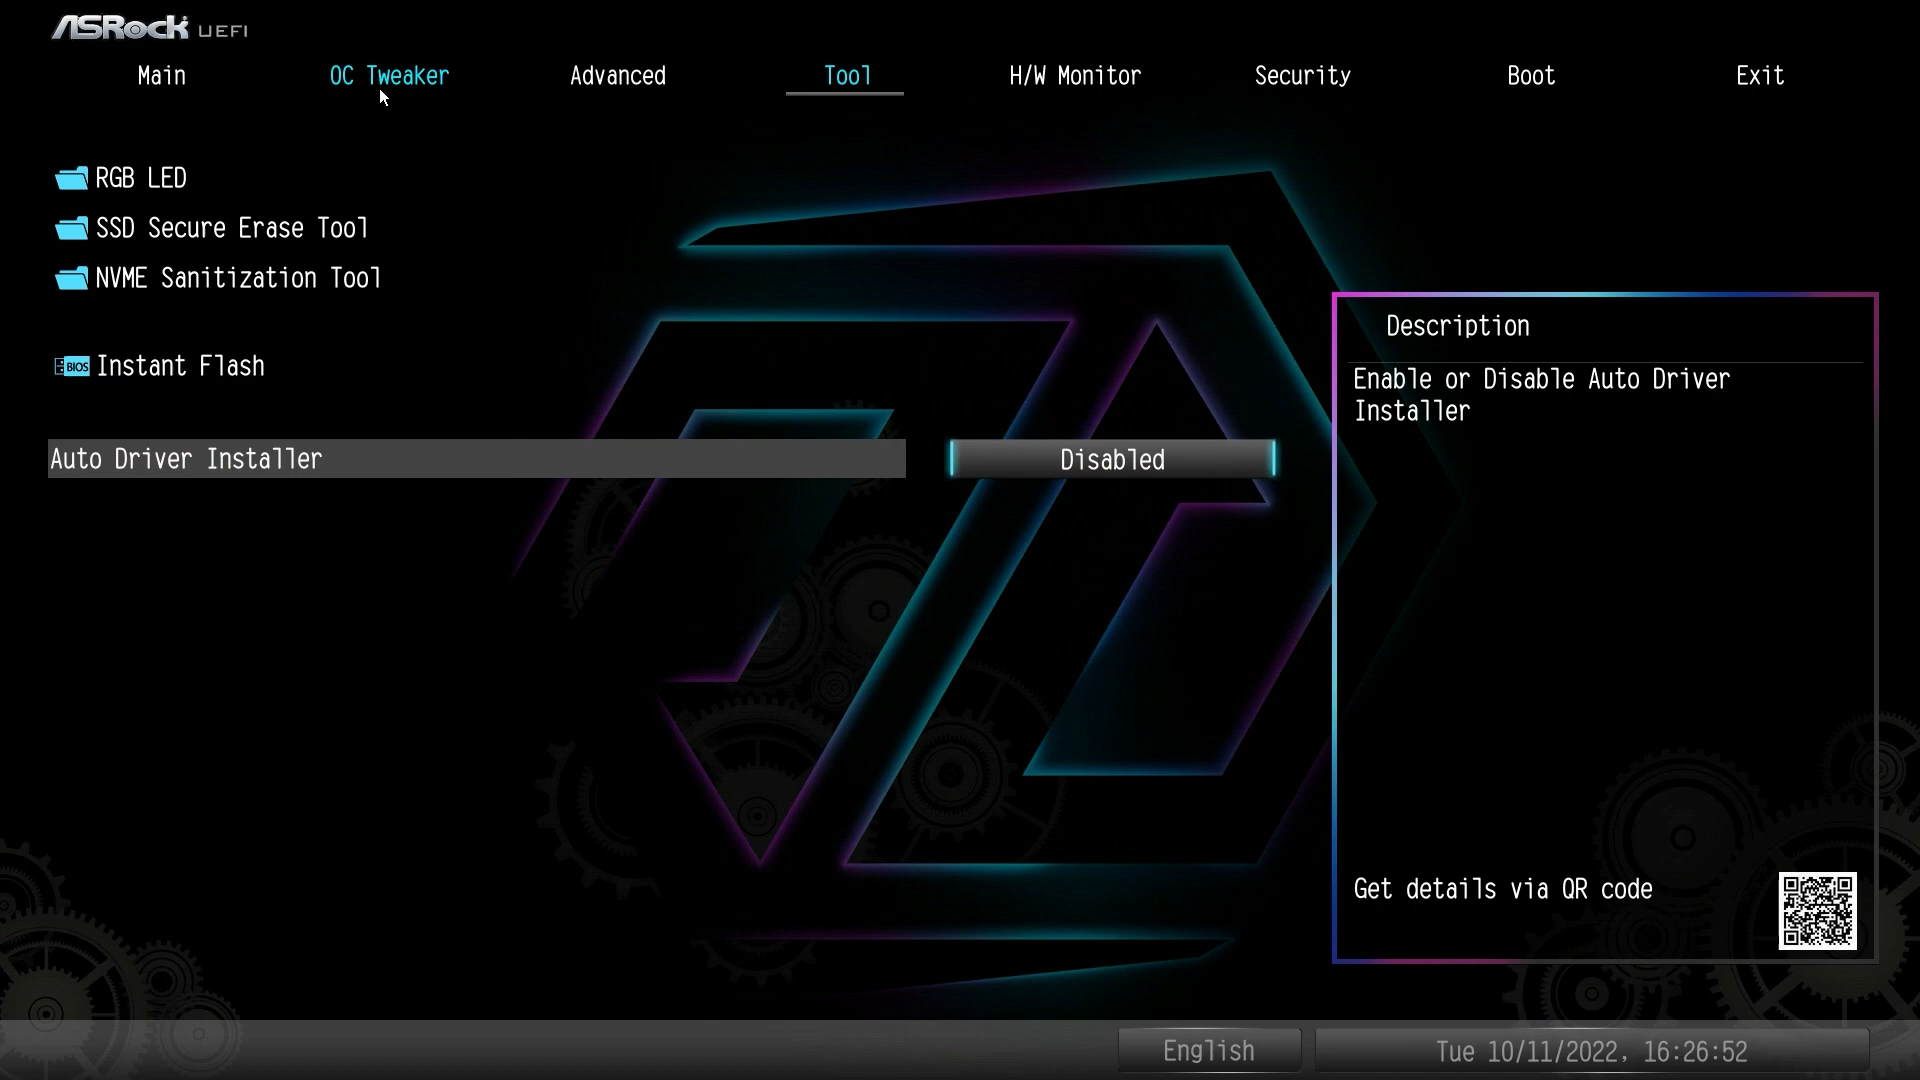 ASRock UEFI
Main OC Tweaker Advanced Tool H/W Monitor Security Boot Exit
RGB LED
SSD Secure Erase Tool
NVME Sanitization Tool
BIOS Instant Flash
Auto Driver Installer Disabled
Description
Enable or Disable Auto Driver
Installer
Get details via QR code
English Tue 10/11/2022, 16:26:52